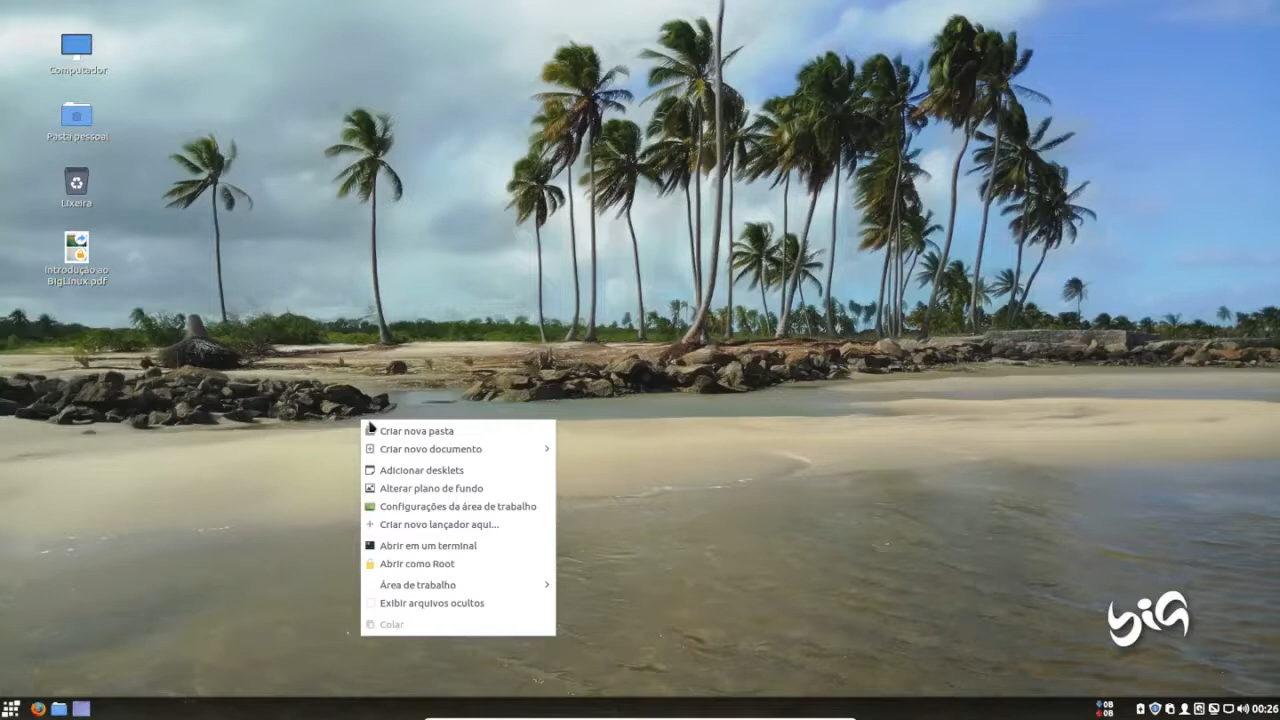 Computador
Pasta pessoal
Lixeira
Introdução ao
BigLinux.pdf
Criar nova pasta
Criar novo documento
Adicionar desklets
Alterar plano de fundo
Configurações da área de trabalho
Criar novo lançador aqui...
Abrir em um terminal
Abrir como Root
Área de trabalho
Exibir arquivos ocultos
Colar
big
0B
0B
00:26